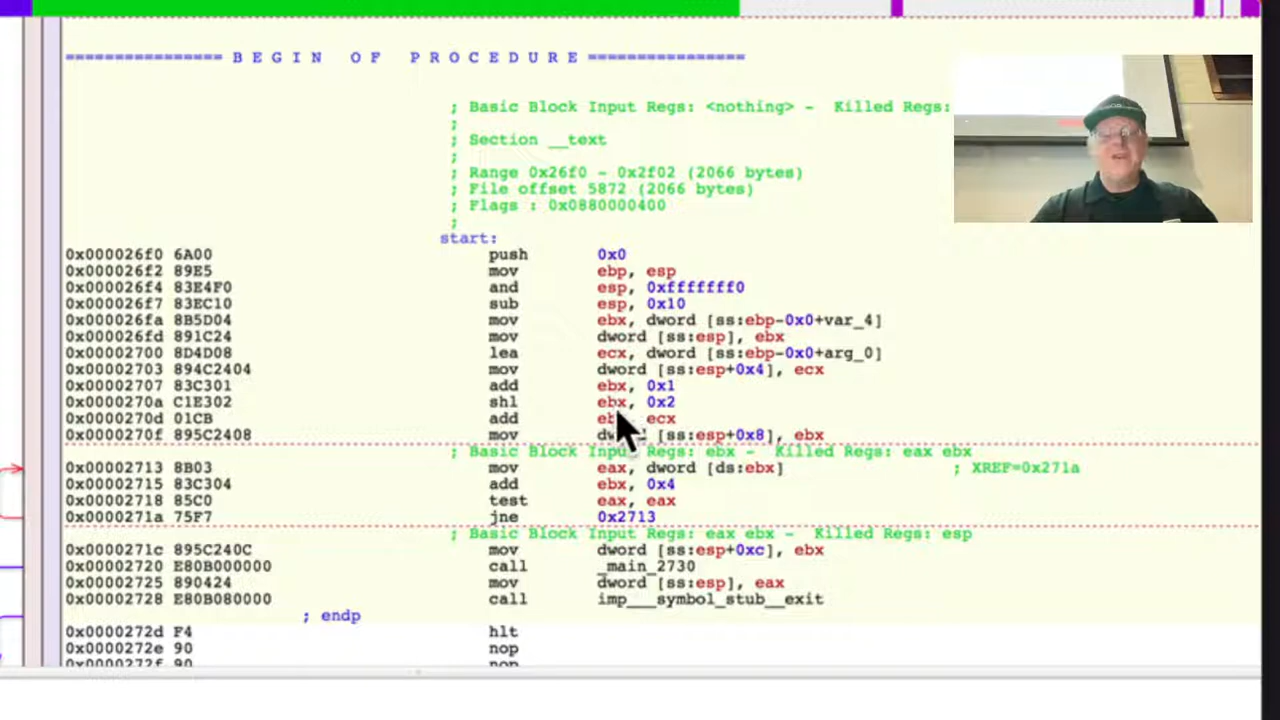 ================ B E G I N   O F   P R O C E D U R E ================
; Basic Block Input Regs: <nothing> -  Killed Regs:
;
; Section __text
;
; Range 0x26f0 - 0x2f02 (2066 bytes)
; File offset 5872 (2066 bytes)
; Flags : 0x0880000400
;
start:
0x000026f0 6A00 push 0x0
0x000026f2 89E5 mov ebp, esp
0x000026f4 83E4F0 and esp, 0xfffffff0
0x000026f7 83EC10 sub esp, 0x10
0x000026fa 8B5D04 mov ebx, dword [ss:ebp-0x0+var_4]
0x000026fd 891C24 mov dword [ss:esp], ebx
0x00002700 8D4D08 lea ecx, dword [ss:ebp-0x0+arg_0]
0x00002703 894C2404 mov dword [ss:esp+0x4], ecx
0x00002707 83C301 add ebx, 0x1
0x0000270a C1E302 shl ebx, 0x2
0x0000270d 01CB add ecx
0x0000270f 895C2408 mov [ss:esp+0x8], ebx
; Basic Block Input Regs: ebx -  Killed Regs: eax ebx
0x00002713 8B03 mov eax, dword [ds:ebx] ; XREF=0x271a
0x00002715 83C304 add ebx, 0x4
0x00002718 85C0 test eax, eax
0x0000271a 75F7 jne 0x2713
; Basic Block Input Regs: eax ebx -  Killed Regs: esp
0x0000271c 895C240C mov dword [ss:esp+0xc], ebx
0x00002720 E80B000000 call _main_2730
0x00002725 890424 mov dword [ss:esp], eax
0x00002728 E80B080000 call imp___symbol_stub__exit
; endp
0x0000272d F4 hlt
0x0000272e 90 nop
0x0000272f 90 nop